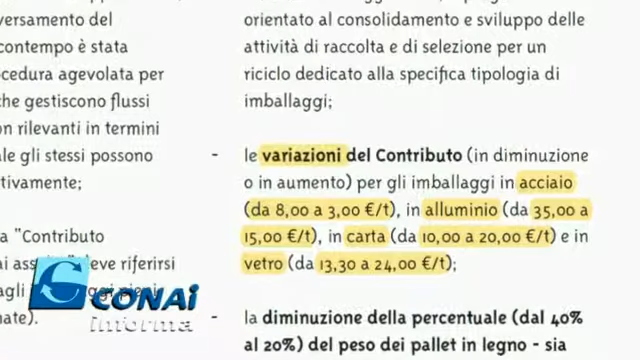 versamento del
contempo è stata
cedura agevolata per
che gestiscono flussi
on rilevanti in termini
ale gli stessi possono
tivamente;
a "Contributo
deve riferirsi
nate).
orientato al consolidamento e sviluppo delle
attività di raccolta e di selezione per un
riciclo dedicato alla specifica tipologia di
imballaggi;
- le variazioni del Contributo (in diminuzione
o in aumento) per gli imballaggi in acciaio
(da 8,00 a 3,00 €/t), in alluminio (da 35,00 a
15,00 €/t), in carta (da 10,00 a 20,00 €/t) e in
vetro (da 13,30 a 24,00 €/t);
- la diminuzione della percentuale (dal 40%
al 20%) del peso dei pallet in legno - sia
CONAI
informa